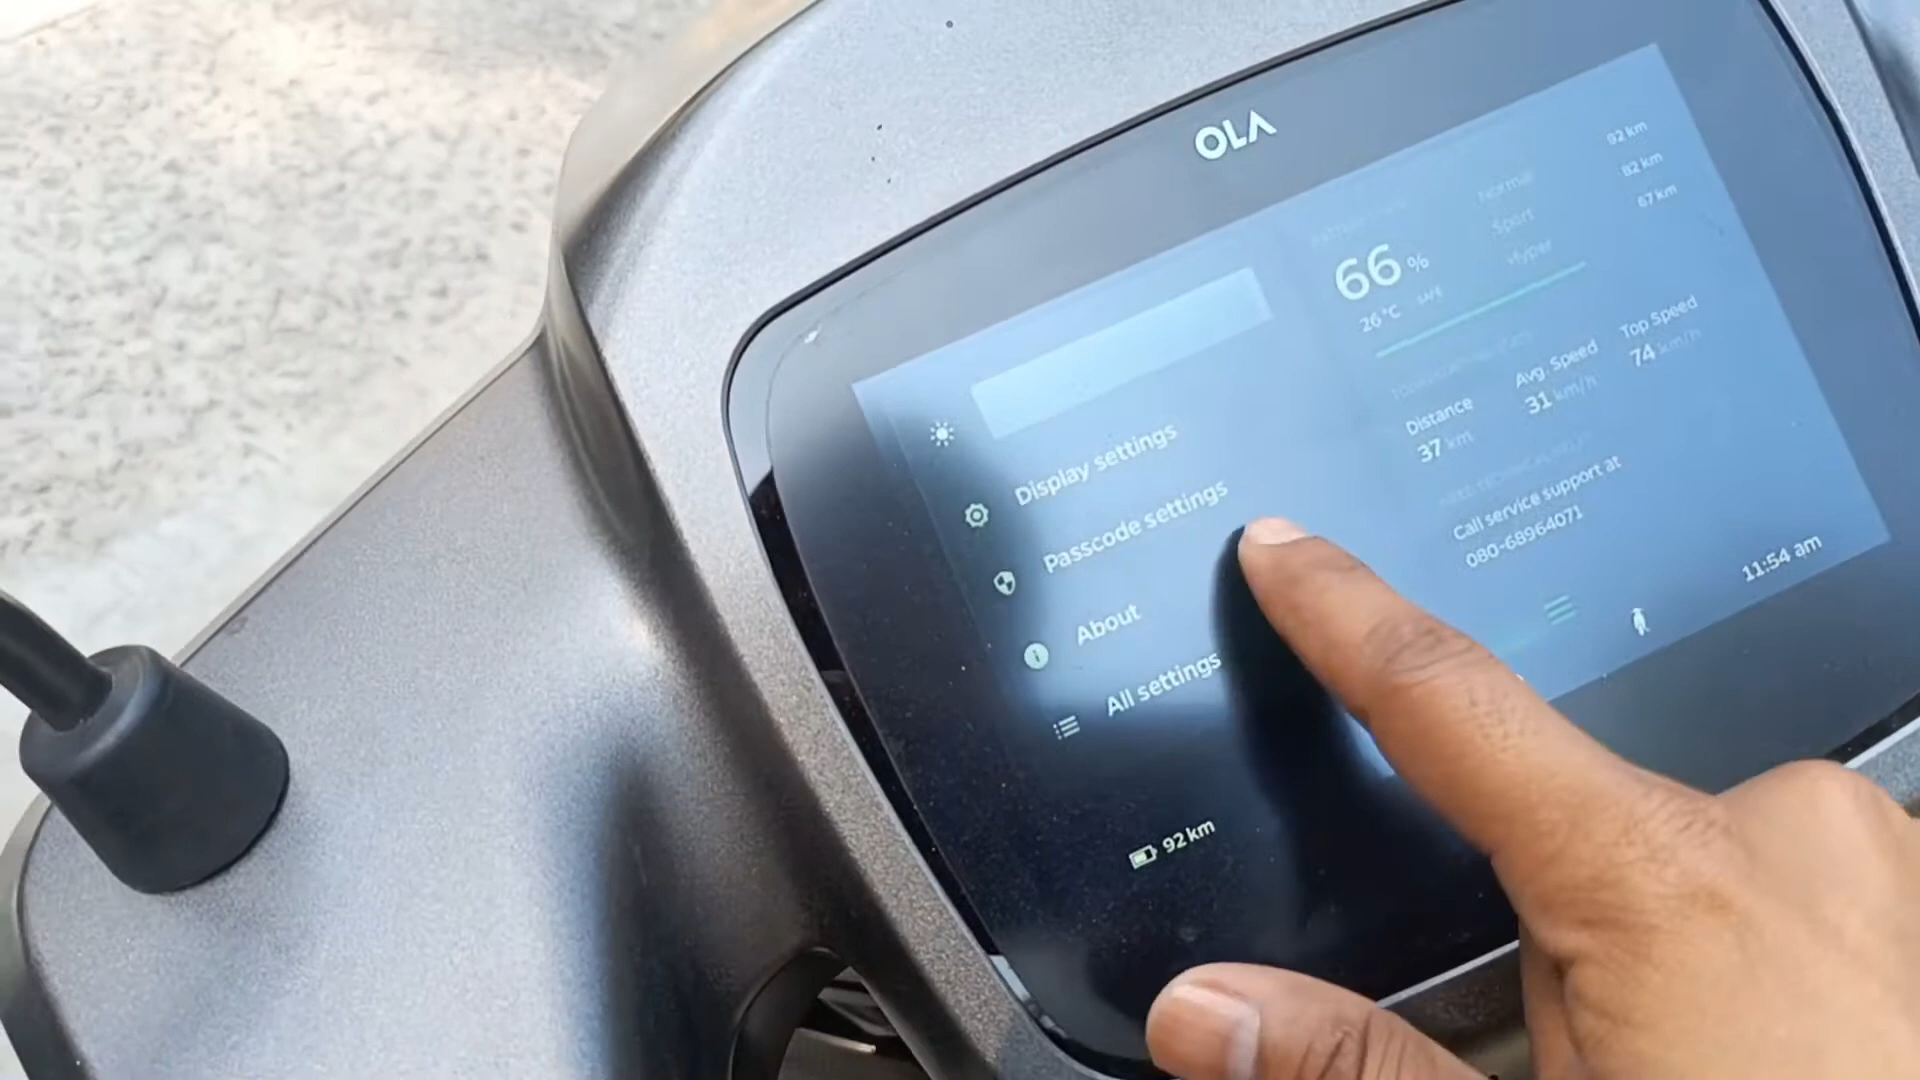 OLA
Display settings
Passcode settings
About
All settings
92 km
66 %
26 °C SAFE
Normal 92 km
Sport 82 km
Hyper 67 km
Distance Avg. Speed Top Speed
37 km 31 km/h 74 km/h
Call service support at
080-68964071
11:54 am